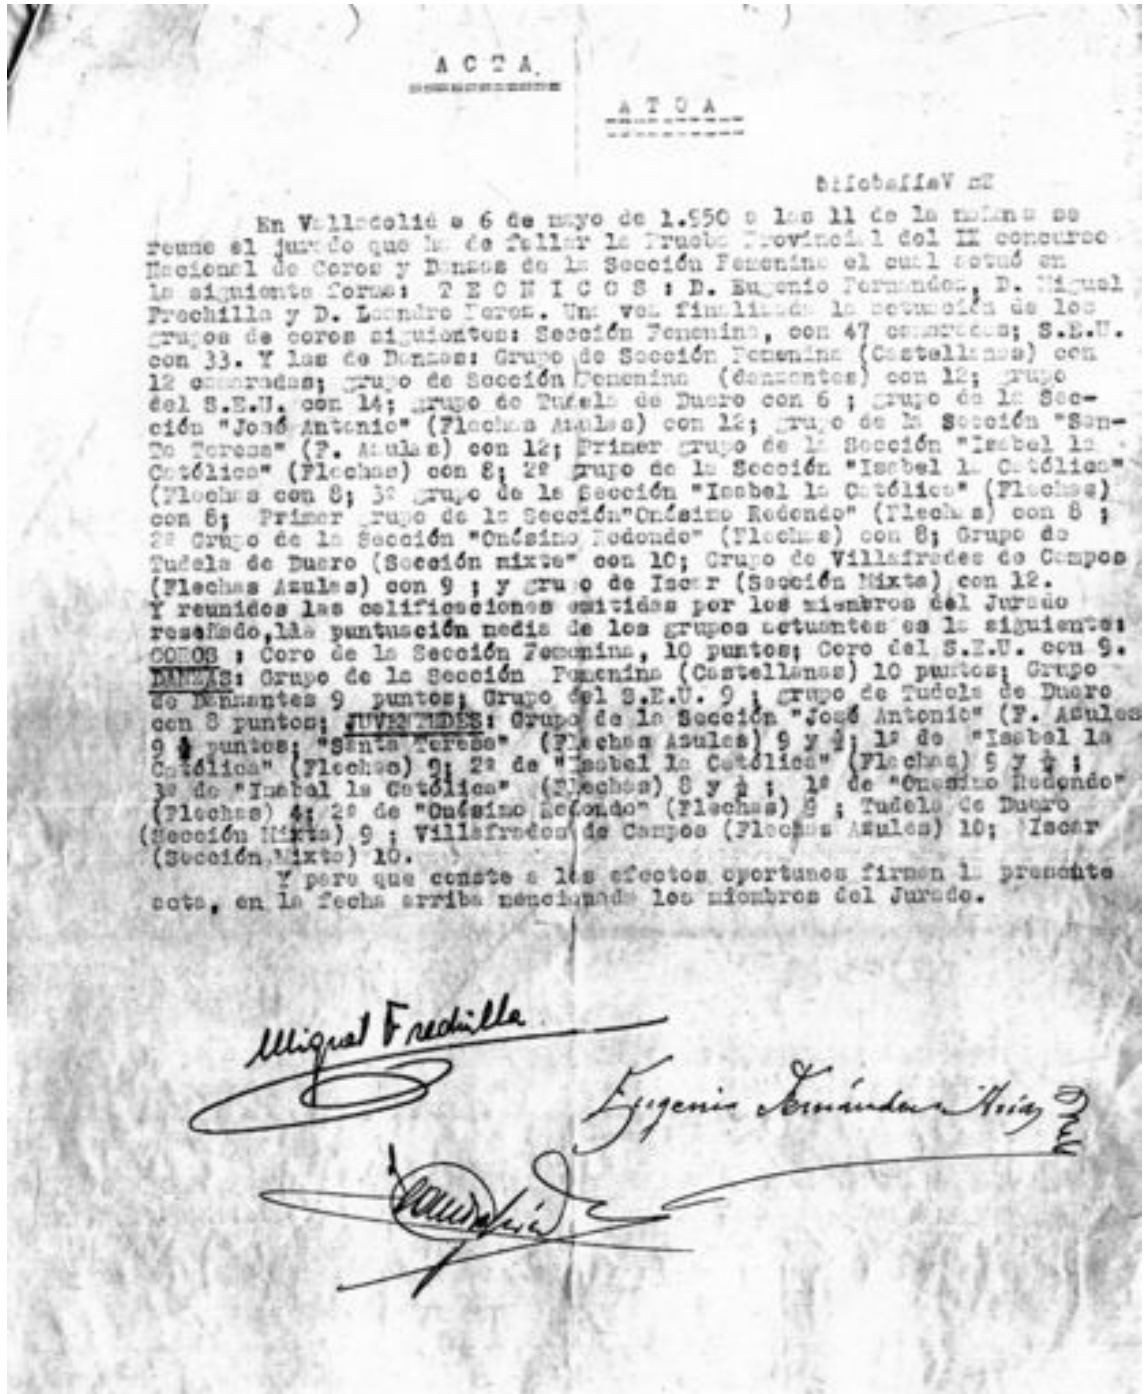 A C T A
A T O A
En Valladolid
En Valladolid a 6 de mayo de 1.950 a las 11 de la mañana se
reune el jurado que ha de fallar la Prueba Provincial del IX concurso
Nacional de Coros y Danzas de la Sección Femenina el cual actuó en
la siguiente forma: T E C N I C O S : D. Eugenio Fernandez, D. Miguel
Frechilla y D. Leandro Perez. Una vez finalizada la actuación de los
grupos de coros siguientes: Sección Femenina, con 47 camaradas; S.E.U.
con 33. Y las de Danzas: Grupo de Sección Femenina (Castellanas) con
12 camaradas; grupo de Sección Femenina (danzantes) con 12; grupo
del S.E.U. con 14; grupo de Tudela de Duero con 6 ; grupo de la Sec-
ción "José Antonio" (Flechas Azules) con 12; grupo de la Sección "San-
Ta Teresa" (F. Azules) con 12; Primer grupo de la Sección "Isabel la
Católica" (Flechas) con 8; 2º grupo de la Sección "Isabel la Católica"
(Flechas con 8; 3º grupo de la Sección "Isabel la Católica" (Flechas)
con 8; Primer grupo de la Sección"Onésimo Redondo" (Flechas) con 8 ;
2º Grupo de la Sección "Onésimo Redondo" (Flechas) con 8; Grupo de
Tudela de Duero (Sección mixta" con 10; Grupo de Villafrades de Campos
(Flechas Azules) con 9 ; y grupo de Iscar (Sección Mixta) con 12.
Y reunidos las calificaciones emitidas por los miembros del Jurado
reseñado, la puntuación media de los grupos actuantes es la siguiente:
COROS : Coro de la Sección Femenina, 10 puntos; Coro del S.E.U. con 9.
DANZAS: Grupo de la Sección Femenina (Castellanas) 10 puntos; Grupo
de Danzantes 9 puntos; Grupo del S.E.U. 9 ; grupo de Tudela de Duero
con 8 puntos; JUVENTUDES: Grupo de la Sección "José Antonio" (F. Azules
9 ½ puntos; "Santa Teresa" (Flechas Azules) 9 y ½; 1º de "Isabel la
Católica" (Flechas) 9; 2º de "Isabel la Católica" (Flechas) 9 y ½ ;
3º de "Isabel la Católica" (Flechas) 8 y ½ ; 1º de "Onesimo Redondo"
(Flechas) 4; 2º de "Onésimo Redondo" (Flechas) 9 ; Tudela de Duero
(Sección Mixta) 9 ; Villafrades de Campos (Flechas Azules) 10; Iscar
(Sección Mixta) 10.
Y para que conste a los efectos oportunos firman la presente
acta, en la fecha arriba mencionada los miembros del Jurado.
Miguel Frechilla
Eugenio Fernández Arias